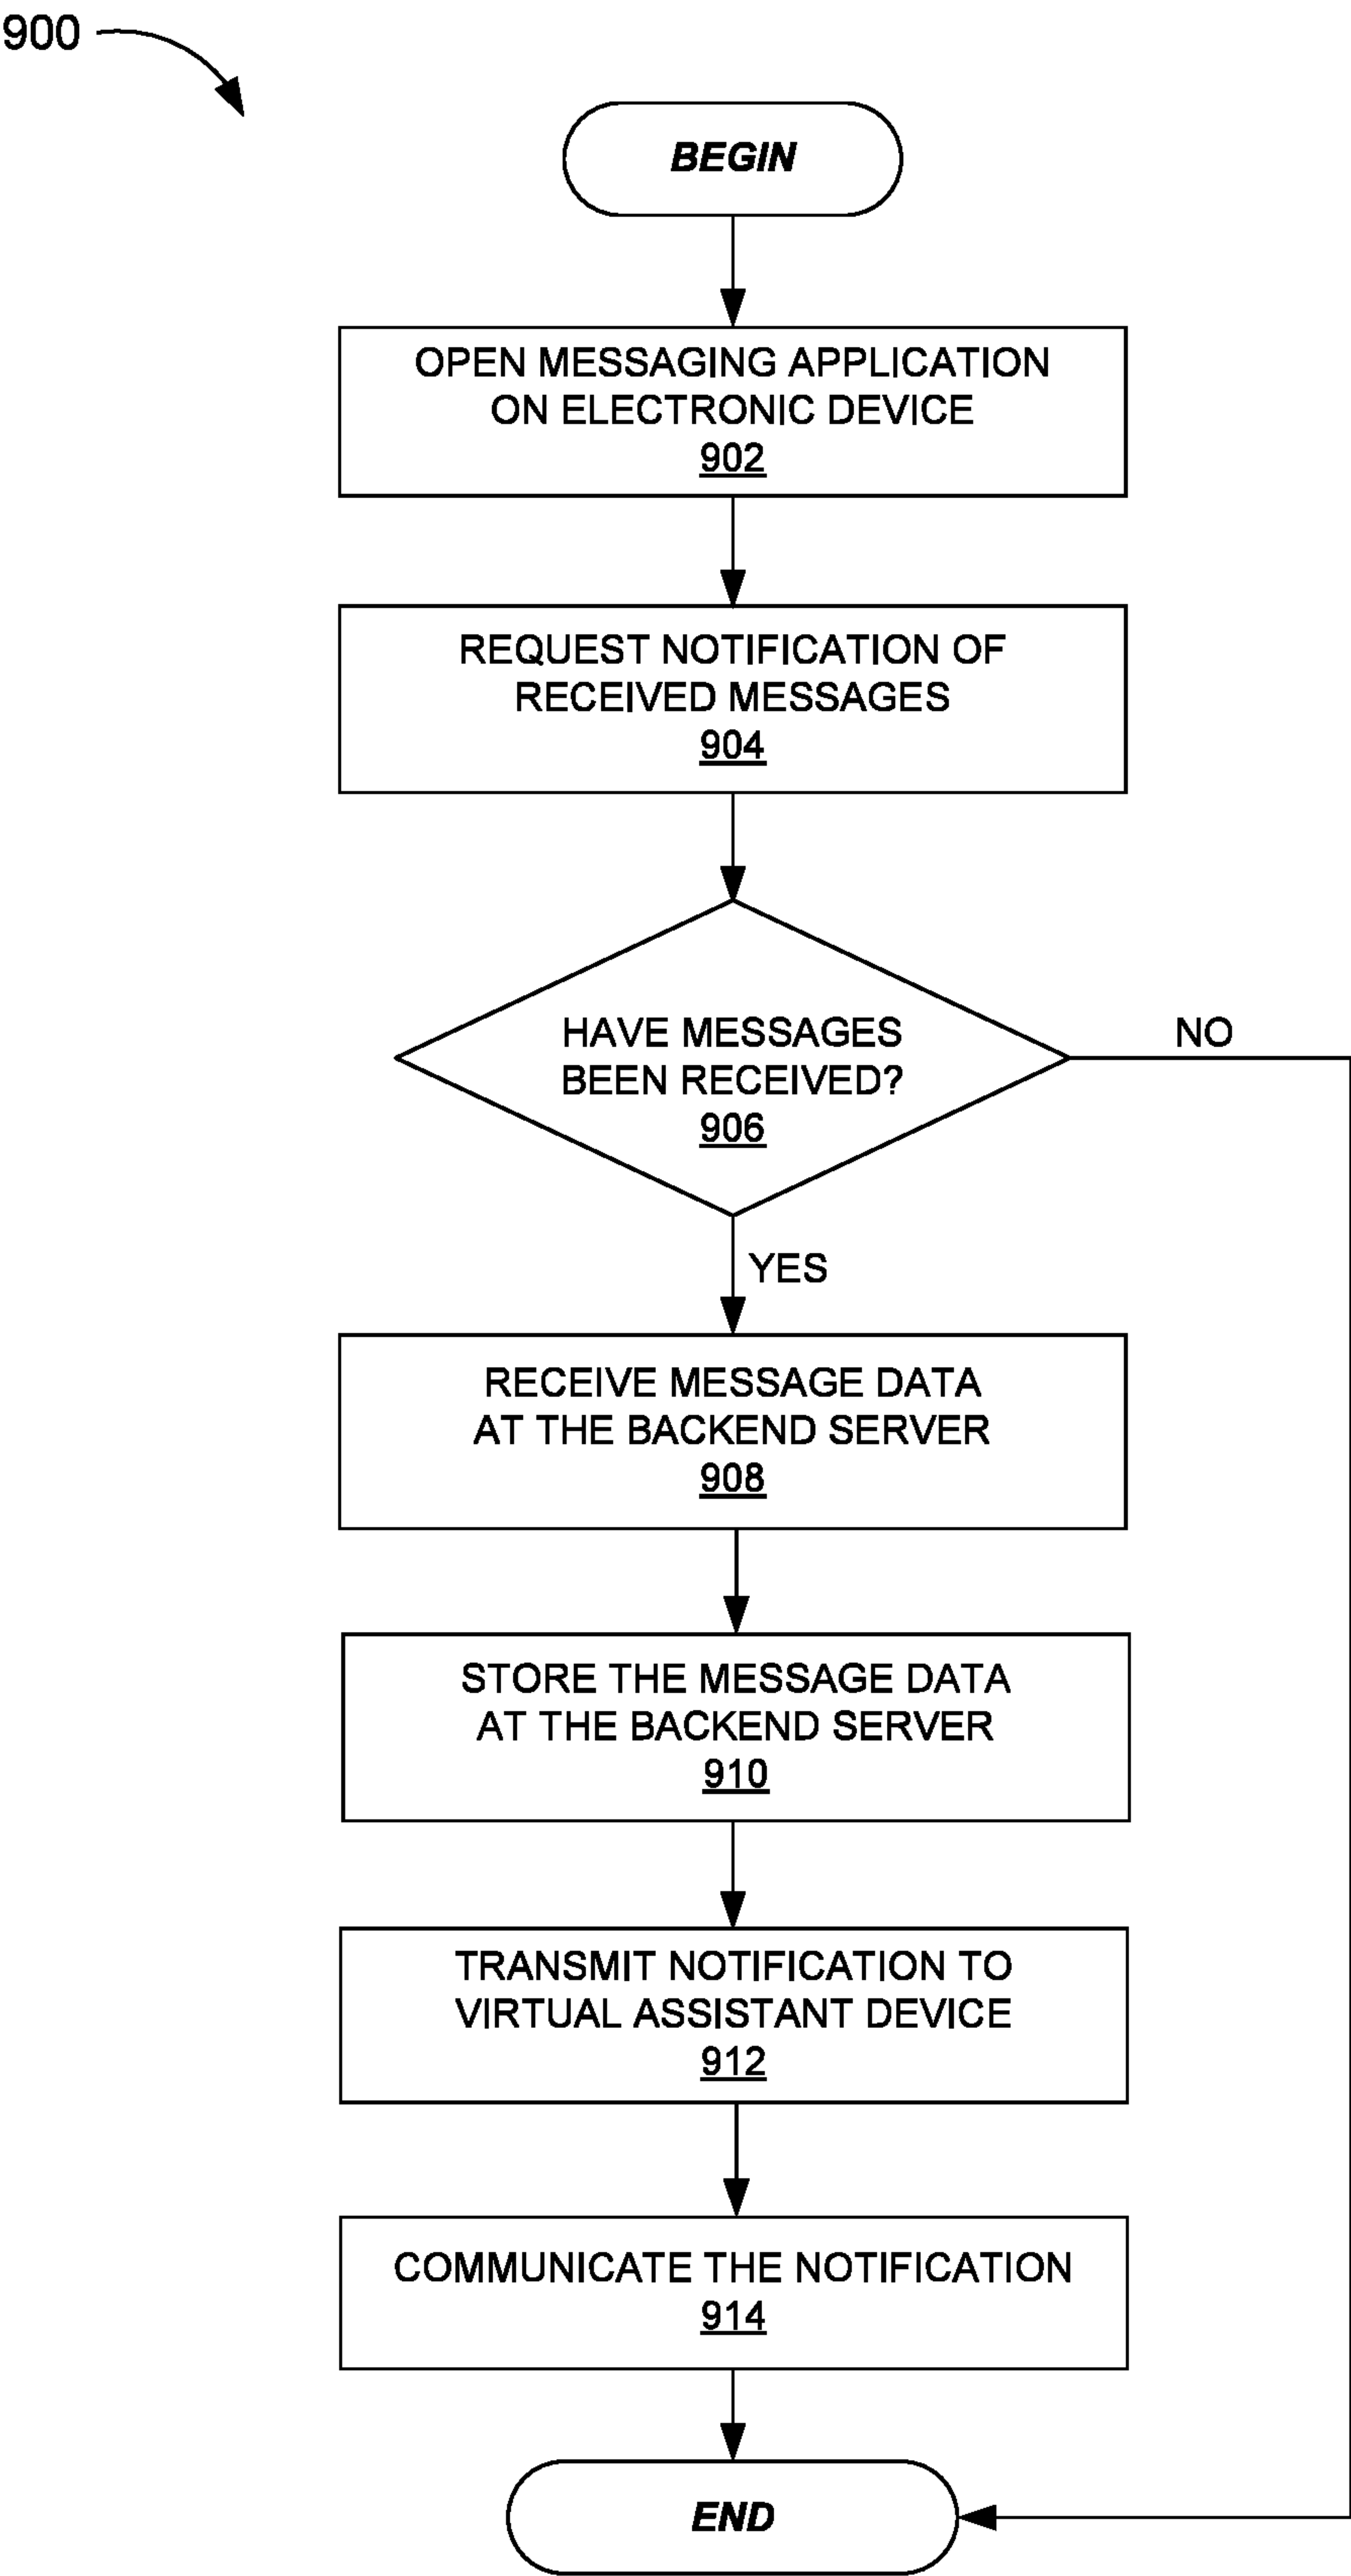 900
BEGIN
OPEN MESSAGING APPLICATION
ON ELECTRONIC DEVICE
902
REQUEST NOTIFICATION OF
RECEIVED MESSAGES
904
HAVE MESSAGES
BEEN RECEIVED?
906
NO
YES
RECEIVE MESSAGE DATA
AT THE BACKEND SERVER
908
STORE THE MESSAGE DATA
AT THE BACKEND SERVER
910
TRANSMIT NOTIFICATION TO
VIRTUAL ASSISTANT DEVICE
912
COMMUNICATE THE NOTIFICATION
914
END